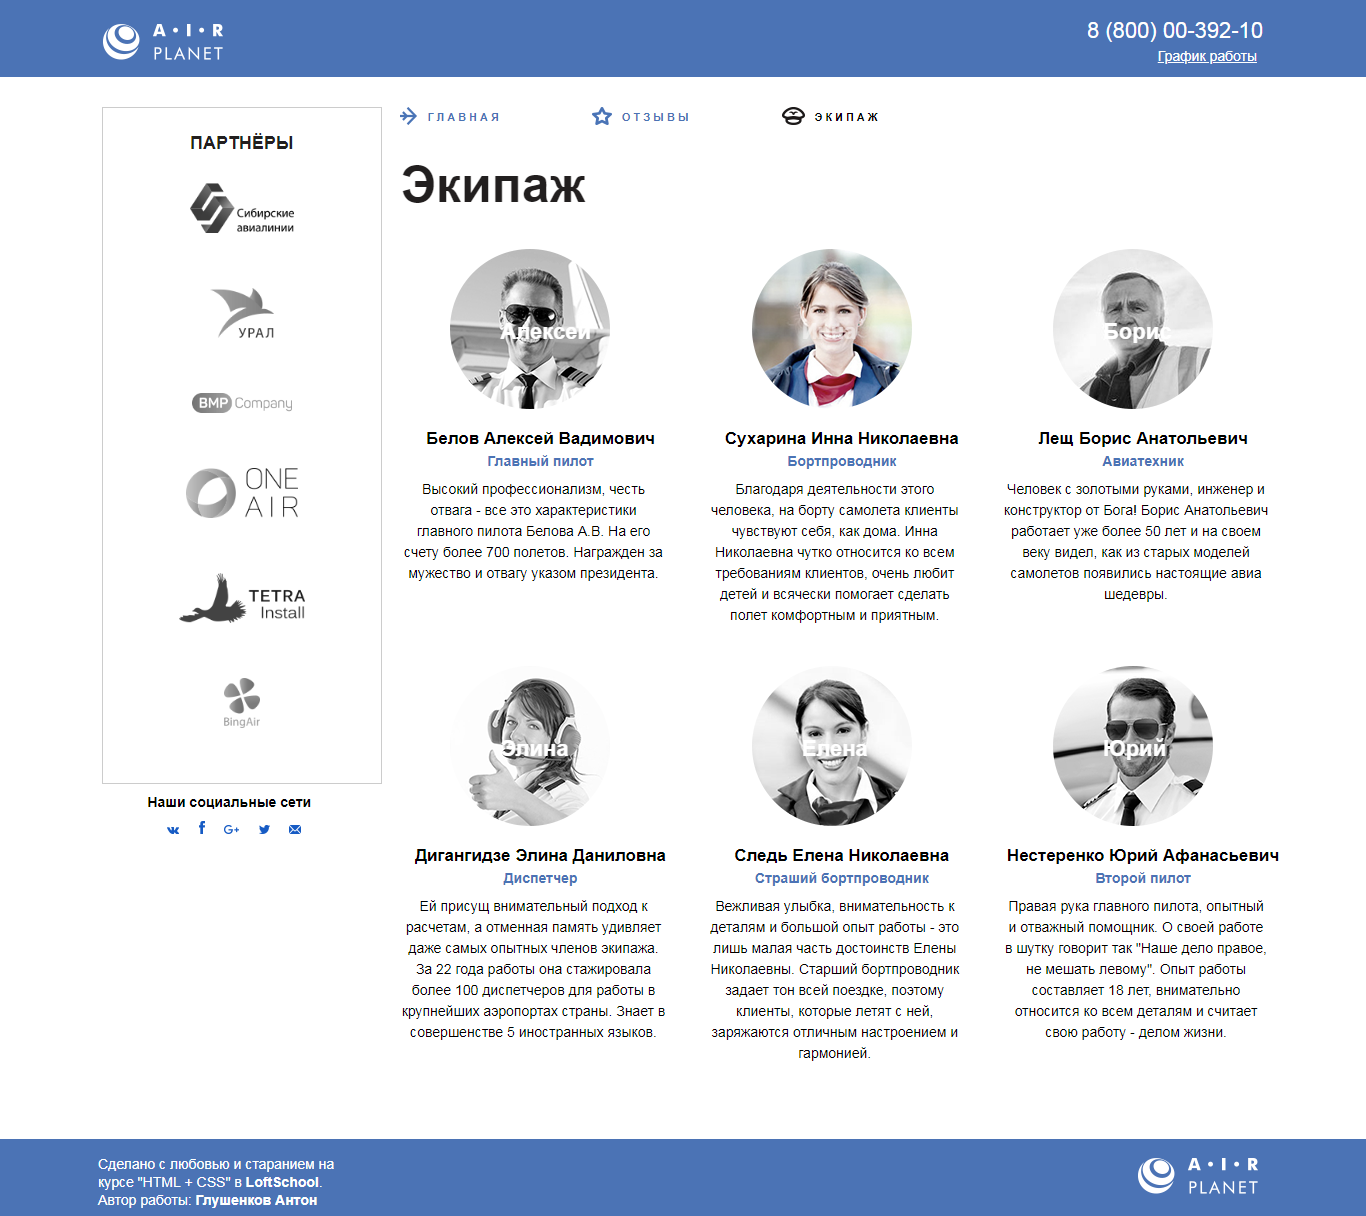 A·I·R
PLANET
8 (800) 00-392-10
График работы
ПАРТНЁРЫ
Сибирские
авиалинии
УРАЛ
BMP Company
ONE
AIR
TETRA
Install
BingAir
Наши социальные сети
ГЛАВНАЯ
ОТЗЫВЫ
ЭКИПАЖ
Экипаж
Алексей
Белов Алексей Вадимович
Главный пилот
Высокий профессионализм, честь
отвага - все это характеристики
главного пилота Белова А.В. На его
счету более 700 полетов. Награжден за
мужество и отвагу указом президента.
Сухарина Инна Николаевна
Бортпроводник
Благодаря деятельности этого
человека, на борту самолета клиенты
чувствуют себя, как дома. Инна
Николаевна чутко относится ко всем
требованиям клиентов, очень любит
детей и всячески помогает сделать
полет комфортным и приятным.
Борис
Лещ Борис Анатольевич
Авиатехник
Человек с золотыми руками, инженер и
конструктор от Бога! Борис Анатольевич
работает уже более 50 лет и на своем
веку видел, как из старых моделей
самолетов появились настоящие авиа
шедевры.
Элина
Дигангидзе Элина Даниловна
Диспетчер
Ей присущ внимательный подход к
расчетам, а отменная память удивляет
даже самых опытных членов экипажа.
За 22 года работы она стажировала
более 100 диспетчеров для работы в
крупнейших аэропортах страны. Знает в
совершенстве 5 иностранных языков.
Елена
Следь Елена Николаевна
Страший бортпроводник
Вежливая улыбка, внимательность к
деталям и большой опыт работы - это
лишь малая часть достоинств Елены
Николаевны. Старший бортпроводник
задает тон всей поездке, поэтому
клиенты, которые летят с ней,
заряжаются отличным настроением и
гармонией.
Юрий
Нестеренко Юрий Афанасьевич
Второй пилот
Правая рука главного пилота, опытный
и отважный помощник. О своей работе
в шутку говорит так "Наше дело правое,
не мешать левому". Опыт работы
составляет 18 лет, внимательно
относится ко всем деталям и считает
свою работу - делом жизни.
Сделано с любовью и старанием на
курсе "HTML + CSS" в LoftSchool.
Автор работы: Глушенков Антон
A·I·R
PLANET